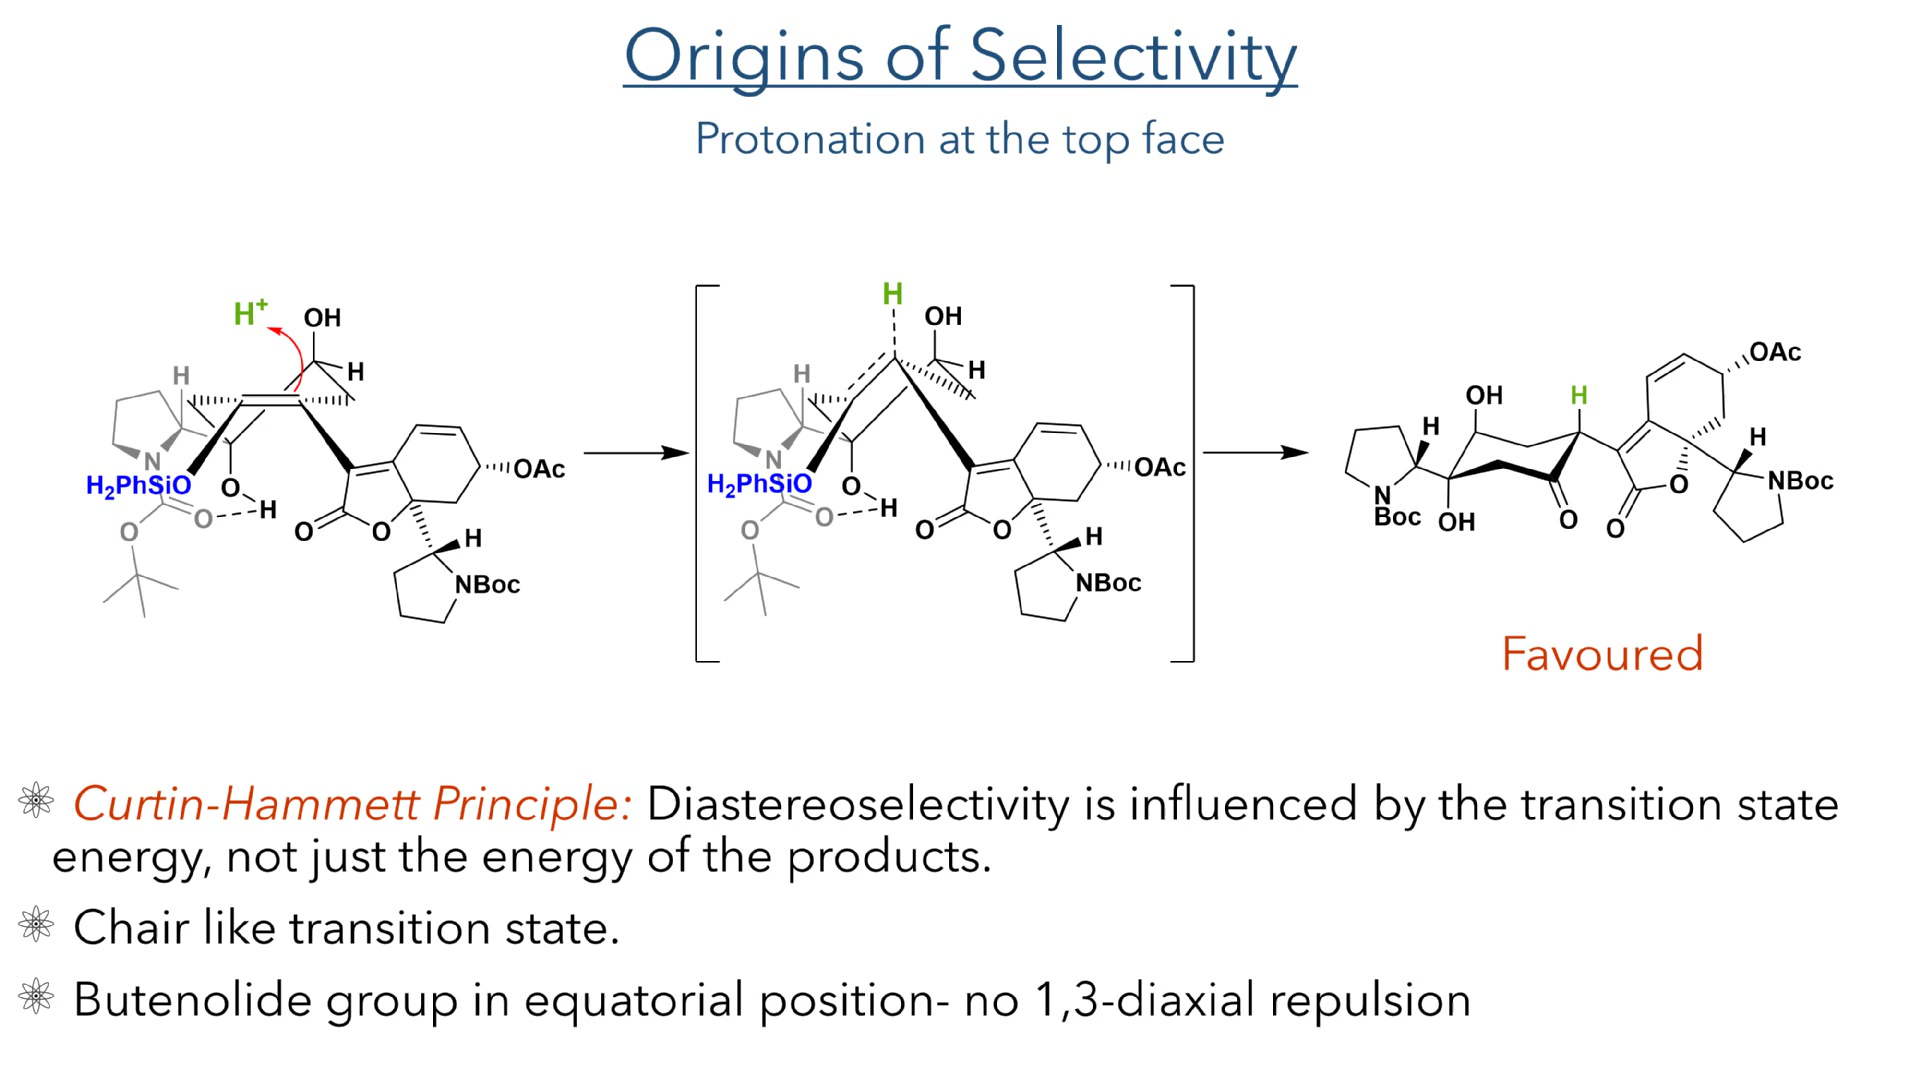 Origins of Selectivity
Protonation at the top face
H⁺
OH
H
H
N
H₂PhSiO
O
H
O
O
O
O
OAc
H
NBoc
H
OH
H
H
N
H₂PhSiO
O
H
O
O
O
O
OAc
H
NBoc
OAc
OH
H
H
H
N
Boc
OH
O
O
O
NBoc
Favoured
Curtin-Hammett Principle: Diastereoselectivity is influenced by the transition state
energy, not just the energy of the products.
Chair like transition state.
Butenolide group in equatorial position- no 1,3-diaxial repulsion